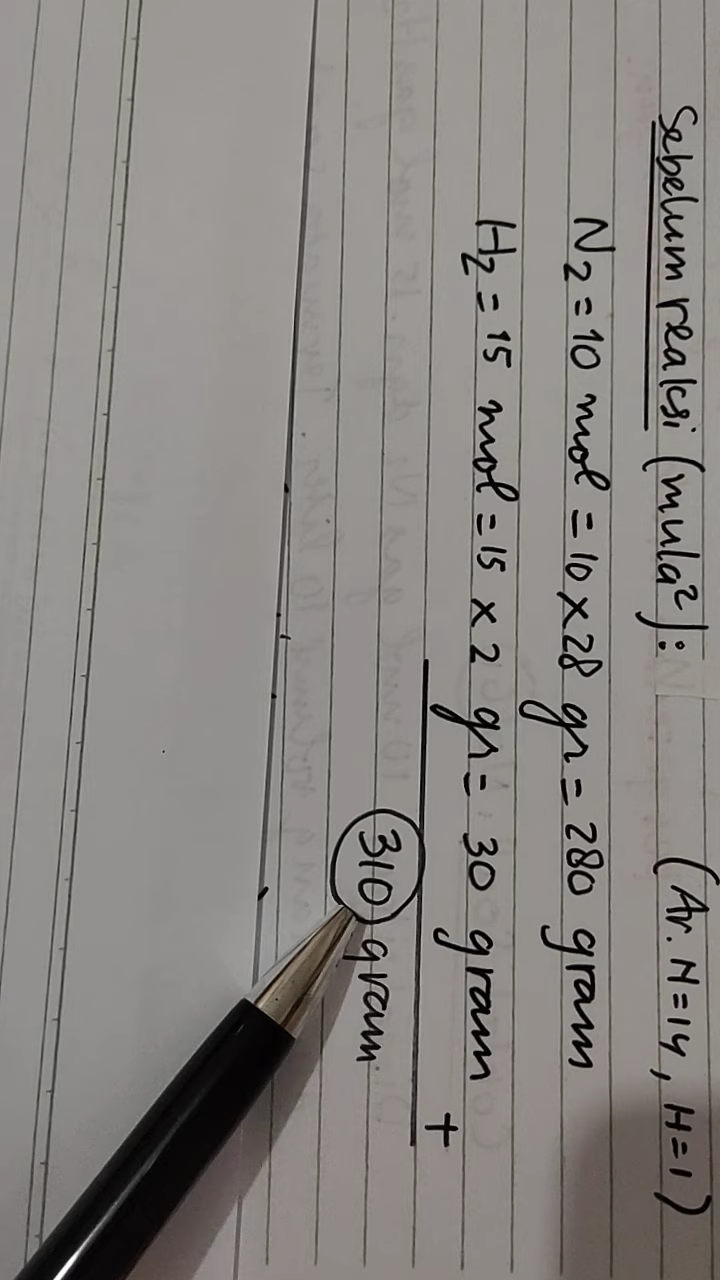 Sebelum reaksi (mula²): (Ar. N=14, H=1)
N₂ = 10 mol = 10 x 28 gr = 280 gram
H₂ = 15 mol = 15 x 2 gr = 30 gram
+
310 gram